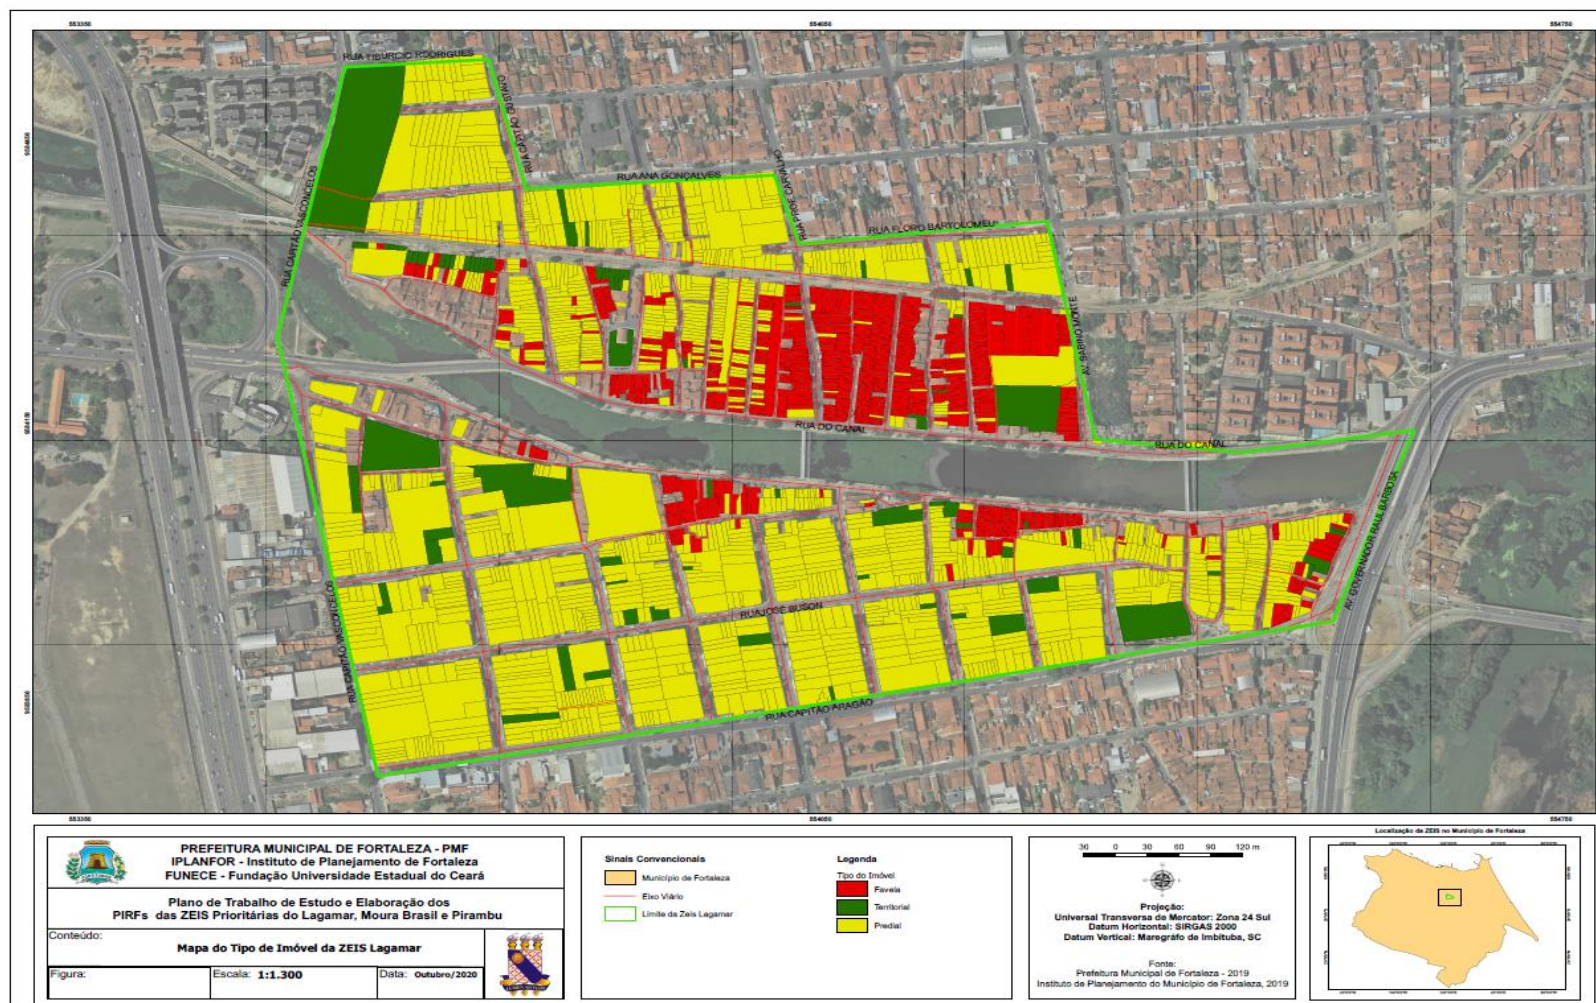 553350
554050
554750
RUA TIBURCIO RODRIGUES
RUA CAPITÃO GUSTAVO
RUA CAPITÃO VASCONCELOS
RUA ANA GONÇALVES
RUA PROF. CARVALHO
RUA FLORO BARTOLOMEU
AV. SABINO MONTE
RUA DO CANAL
RUA DO CANAL
AV. GOVERNADOR RAUL BARBOSA
RUA JOSÉ BUSON
RUA CAPITÃO VASCONCELOS
RUA CAPITÃO ARAGÃO
553350
554050
554750
PREFEITURA MUNICIPAL DE FORTALEZA - PMF
IPLANFOR - Instituto de Planejamento de Fortaleza
FUNECE - Fundação Universidade Estadual do Ceará
Plano de Trabalho de Estudo e Elaboração dos
PIRFs das ZEIS Prioritárias do Lagamar, Moura Brasil e Pirambu
Conteúdo:
Mapa do Tipo de Imóvel da ZEIS Lagamar
Figura:
Escala: 1:1.300
Data: Outubro/2020
Sinais Convencionais
Município de Fortaleza
Eixo Viário
Limite da Zeis Lagamar
Legenda
Tipo do Imóvel
Favela
Territorial
Predial
30 0 30 60 90 120 m
Projeção:
Universal Transversa de Mercator: Zona 24 Sul
Datum Horizontal: SIRGAS 2000
Datum Vertical: Maregráfo de Imbituba, SC
Fonte:
Prefeitura Municipal de Fortaleza - 2019
Instituto de Planejamento do Município de Fortaleza, 2019
Localização da ZEIS no Município de Fortaleza